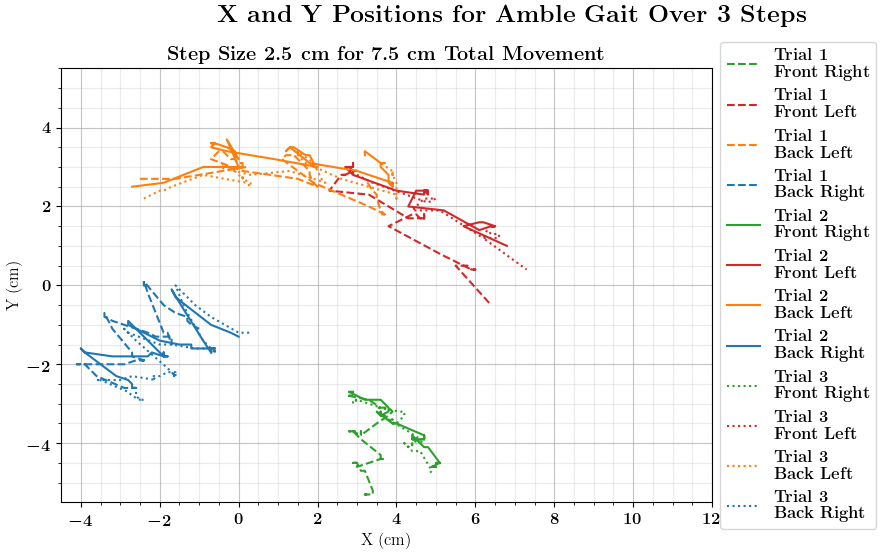 X and Y Positions for Amble Gait Over 3 Steps
Step Size 2.5 cm for 7.5 cm Total Movement
Y (cm)
4
2
0
−2
−4
−4 −2 0 2 4 6 8 10 12
X (cm)
Trial 1
Front Right
Trial 1
Front Left
Trial 1
Back Left
Trial 1
Back Right
Trial 2
Front Right
Trial 2
Front Left
Trial 2
Back Left
Trial 2
Back Right
Trial 3
Front Right
Trial 3
Front Left
Trial 3
Back Left
Trial 3
Back Right